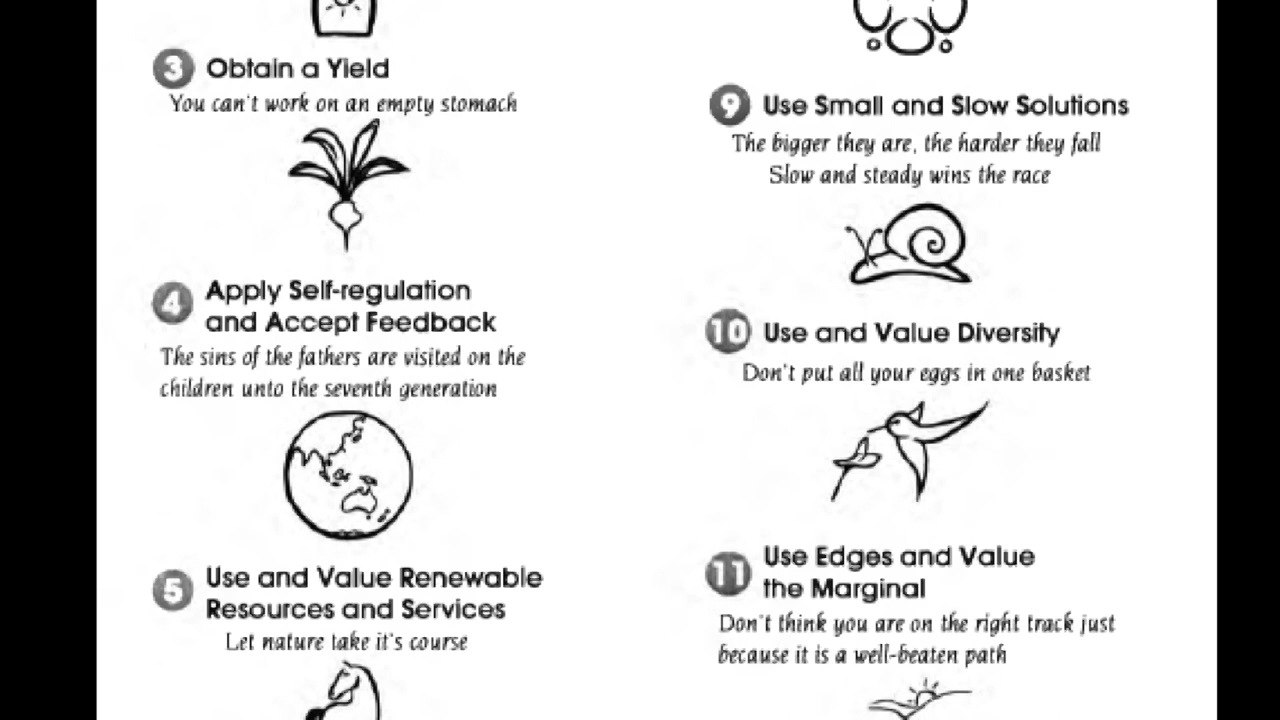 3 Obtain a Yield
You can't work on an empty stomach
4 Apply Self-regulation
and Accept Feedback
The sins of the fathers are visited on the
children unto the seventh generation
5 Use and Value Renewable
Resources and Services
Let nature take it's course
9 Use Small and Slow Solutions
The bigger they are, the harder they fall
Slow and steady wins the race
10 Use and Value Diversity
Don't put all your eggs in one basket
11 Use Edges and Value
the Marginal
Don't think you are on the right track just
because it is a well-beaten path